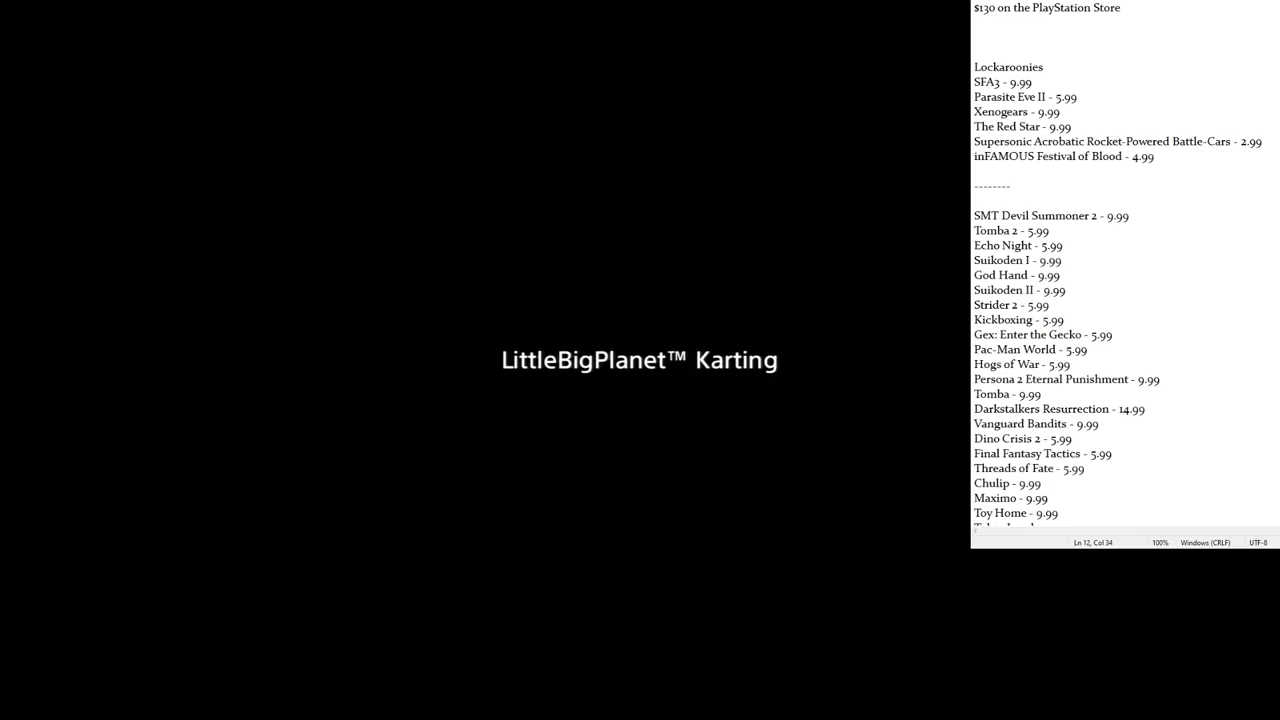 $130 on the PlayStation Store
Lockaroonies
SFA3 - 9.99
Parasite Eve II - 5.99
Xenogears - 9.99
The Red Star - 9.99
Supersonic Acrobatic Rocket-Powered Battle-Cars - 2.99
inFAMOUS Festival of Blood - 4.99
--------
SMT Devil Summoner 2 - 9.99
Tomba 2 - 5.99
Echo Night - 5.99
Suikoden I - 9.99
God Hand - 9.99
Suikoden II - 9.99
Strider 2 - 5.99
Kickboxing - 5.99
Gex: Enter the Gecko - 5.99
Pac-Man World - 5.99
Hogs of War - 5.99
Persona 2 Eternal Punishment - 9.99
Tomba - 9.99
Darkstalkers Resurrection - 14.99
Vanguard Bandits - 9.99
Dino Crisis 2 - 5.99
Final Fantasy Tactics - 5.99
Threads of Fate - 5.99
Chulip - 9.99
Maximo - 9.99
Toy Home - 9.99
Ln 12, Col 34 100% Windows (CRLF) UTF-8
LittleBigPlanet™ Karting